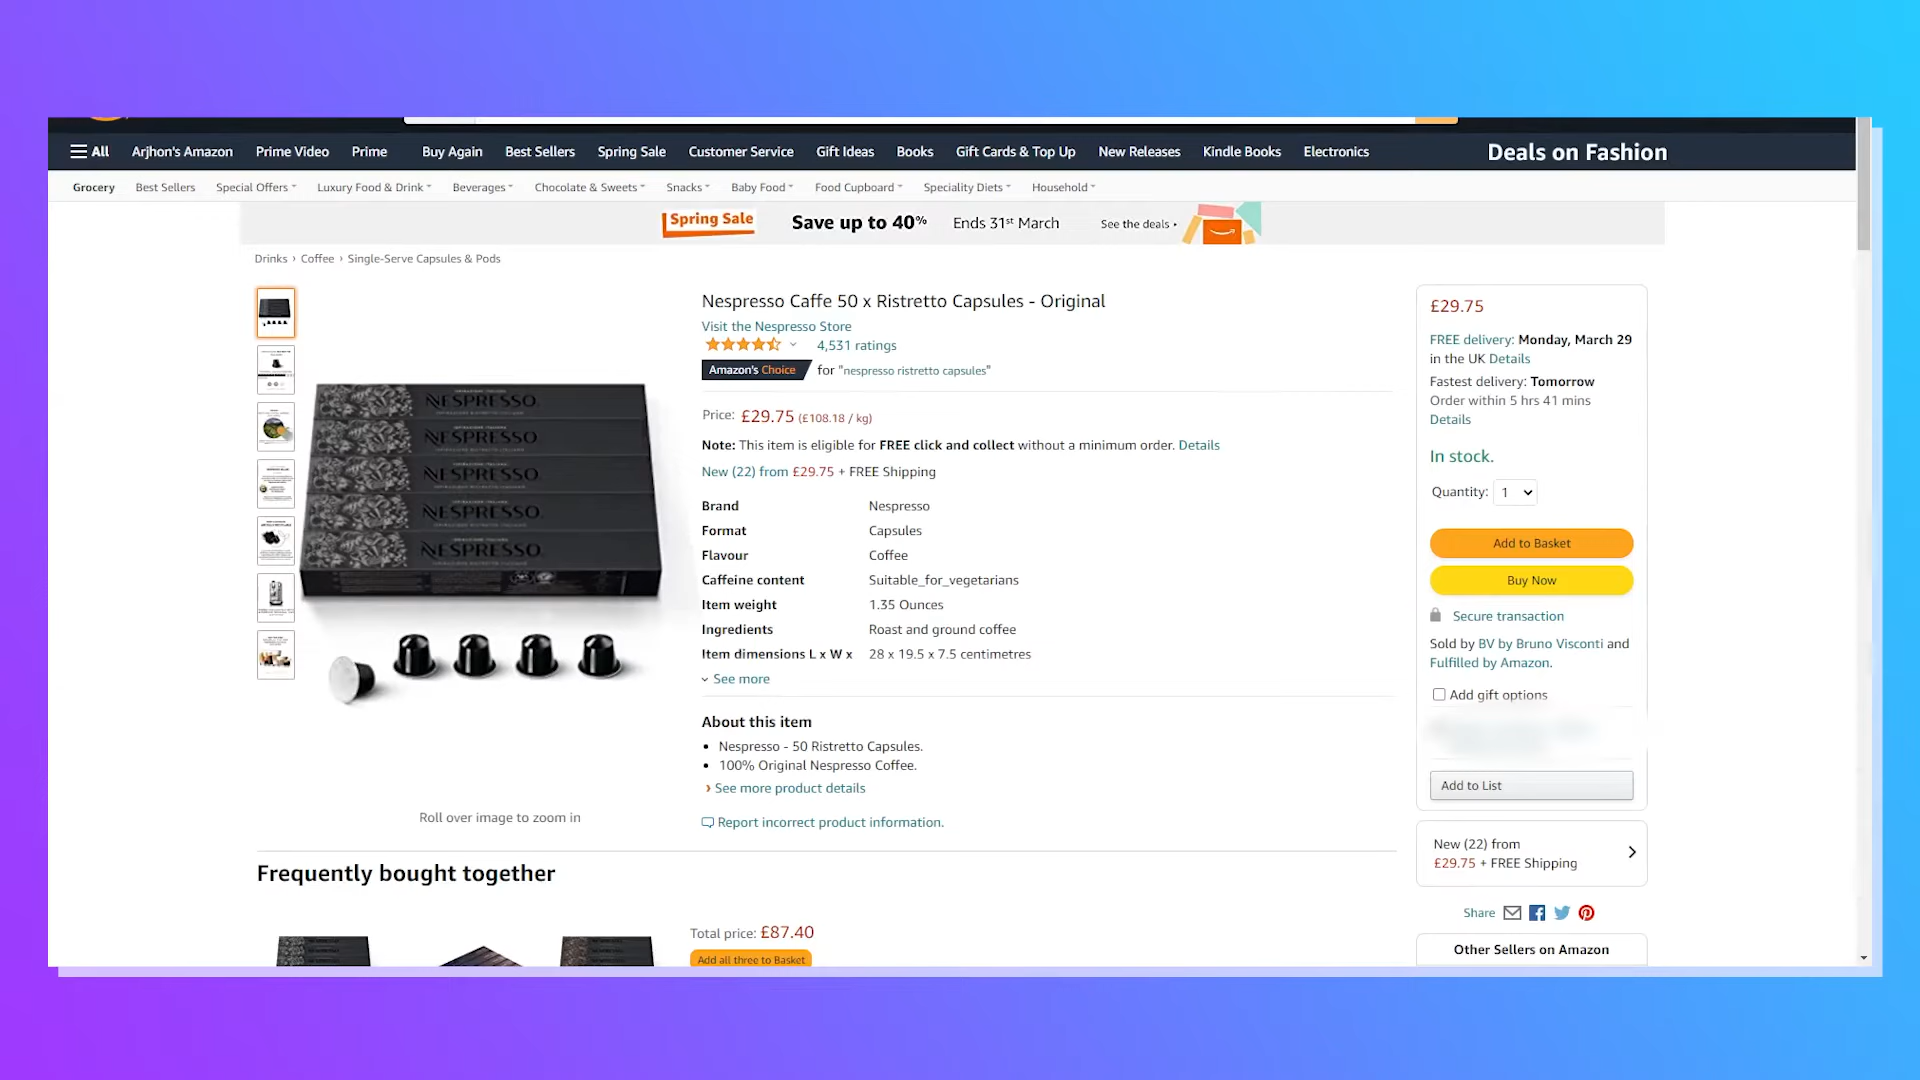 All Arjhon's Amazon Prime Video Prime Buy Again Best Sellers Spring Sale Customer Service Gift Ideas Books Gift Cards & Top Up New Releases Kindle Books Electronics Deals on Fashion
Grocery Best Sellers Special Offers Luxury Food & Drink Beverages Chocolate & Sweets Snacks Baby Food Food Cupboard Speciality Diets Household
Spring Sale Save up to 40% Ends 31st March See the deals
Drinks › Coffee › Single-Serve Capsules & Pods
Nespresso Caffe 50 x Ristretto Capsules - Original
Visit the Nespresso Store
4,531 ratings
Amazon's Choice for "nespresso ristretto capsules"
Price: £29.75 (£108.18 / kg)
Note: This item is eligible for FREE click and collect without a minimum order. Details
New (22) from £29.75 + FREE Shipping
Brand Nespresso
Format Capsules
Flavour Coffee
Caffeine content Suitable_for_vegetarians
Item weight 1.35 Ounces
Ingredients Roast and ground coffee
Item dimensions L x W x 28 x 19.5 x 7.5 centimetres
See more
About this item
• Nespresso - 50 Ristretto Capsules.
• 100% Original Nespresso Coffee.
› See more product details
Report incorrect product information.
NESPRESSO
NESPRESSO
NESPRESSO
NESPRESSO
NESPRESSO
Roll over image to zoom in
£29.75
FREE delivery: Monday, March 29
in the UK Details
Fastest delivery: Tomorrow
Order within 5 hrs 41 mins
Details
In stock.
Quantity: 1
Add to Basket
Buy Now
Secure transaction
Sold by BV by Bruno Visconti and
Fulfilled by Amazon.
Add gift options
Add to List
New (22) from
£29.75 + FREE Shipping
Share
Other Sellers on Amazon
Frequently bought together
Total price: £87.40
Add all three to Basket